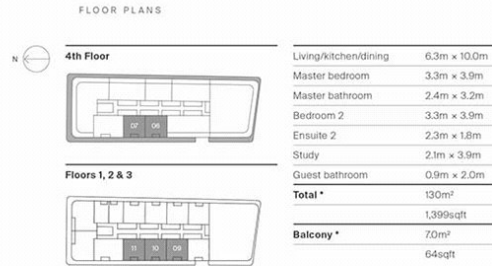 FLOOR PLANS
N
4th Floor
07 06
Floors 1, 2 & 3
11 10 09
Living/kitchen/dining 6.3m × 10.0m
Master bedroom 3.3m × 3.9m
Master bathroom 2.4m × 3.2m
Bedroom 2 3.3m × 3.9m
Ensuite 2 2.3m × 1.8m
Study 2.1m × 3.9m
Guest bathroom 0.9m × 2.0m
Total * 130m²
1,399sqft
Balcony * 7.0m²
64sqft